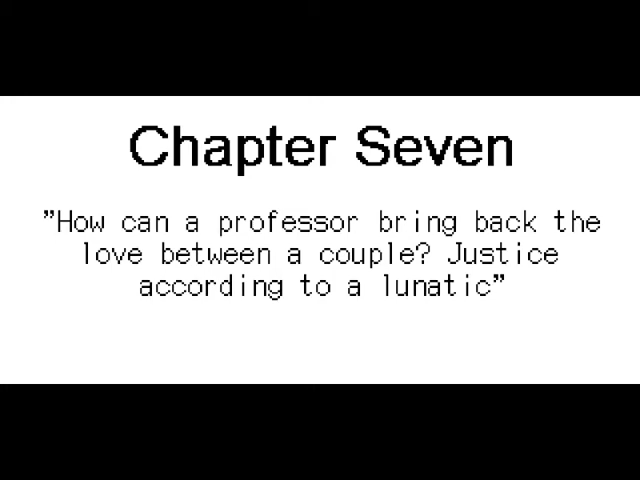 Chapter Seven
”How can a professor bring back the
love between a couple? Justice
according to a lunatic”